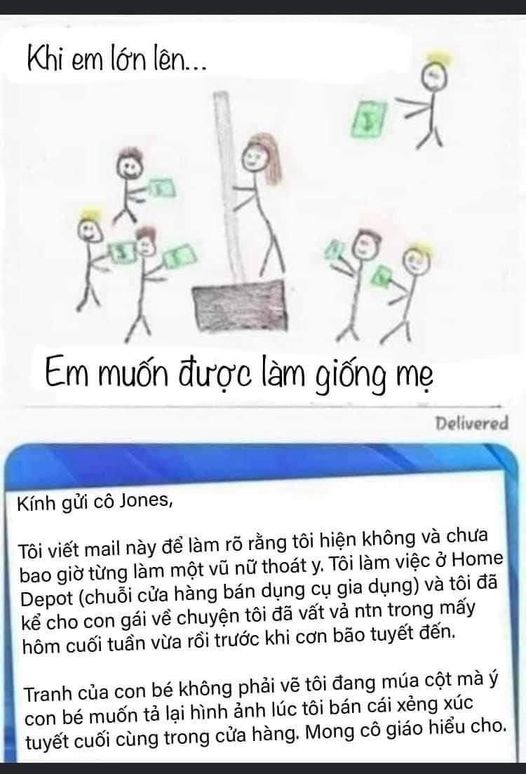 Khi em lớn lên...
$
$
$
$
$
Em muốn được làm giống mẹ
Delivered
Kính gửi cô Jones,
Tôi viết mail này để làm rõ rằng tôi hiện không và chưa
bao giờ từng làm một vũ nữ thoát y. Tôi làm việc ở Home
Depot (chuỗi cửa hàng bán dụng cụ gia dụng) và tôi đã
kể cho con gái về chuyện tôi đã vất vả ntn trong mấy
hôm cuối tuần vừa rồi trước khi cơn bão tuyết đến.
Tranh của con bé không phải vẽ tôi đang múa cột mà ý
con bé muốn tả lại hình ảnh lúc tôi bán cái xẻng xúc
tuyết cuối cùng trong cửa hàng. Mong cô giáo hiểu cho.